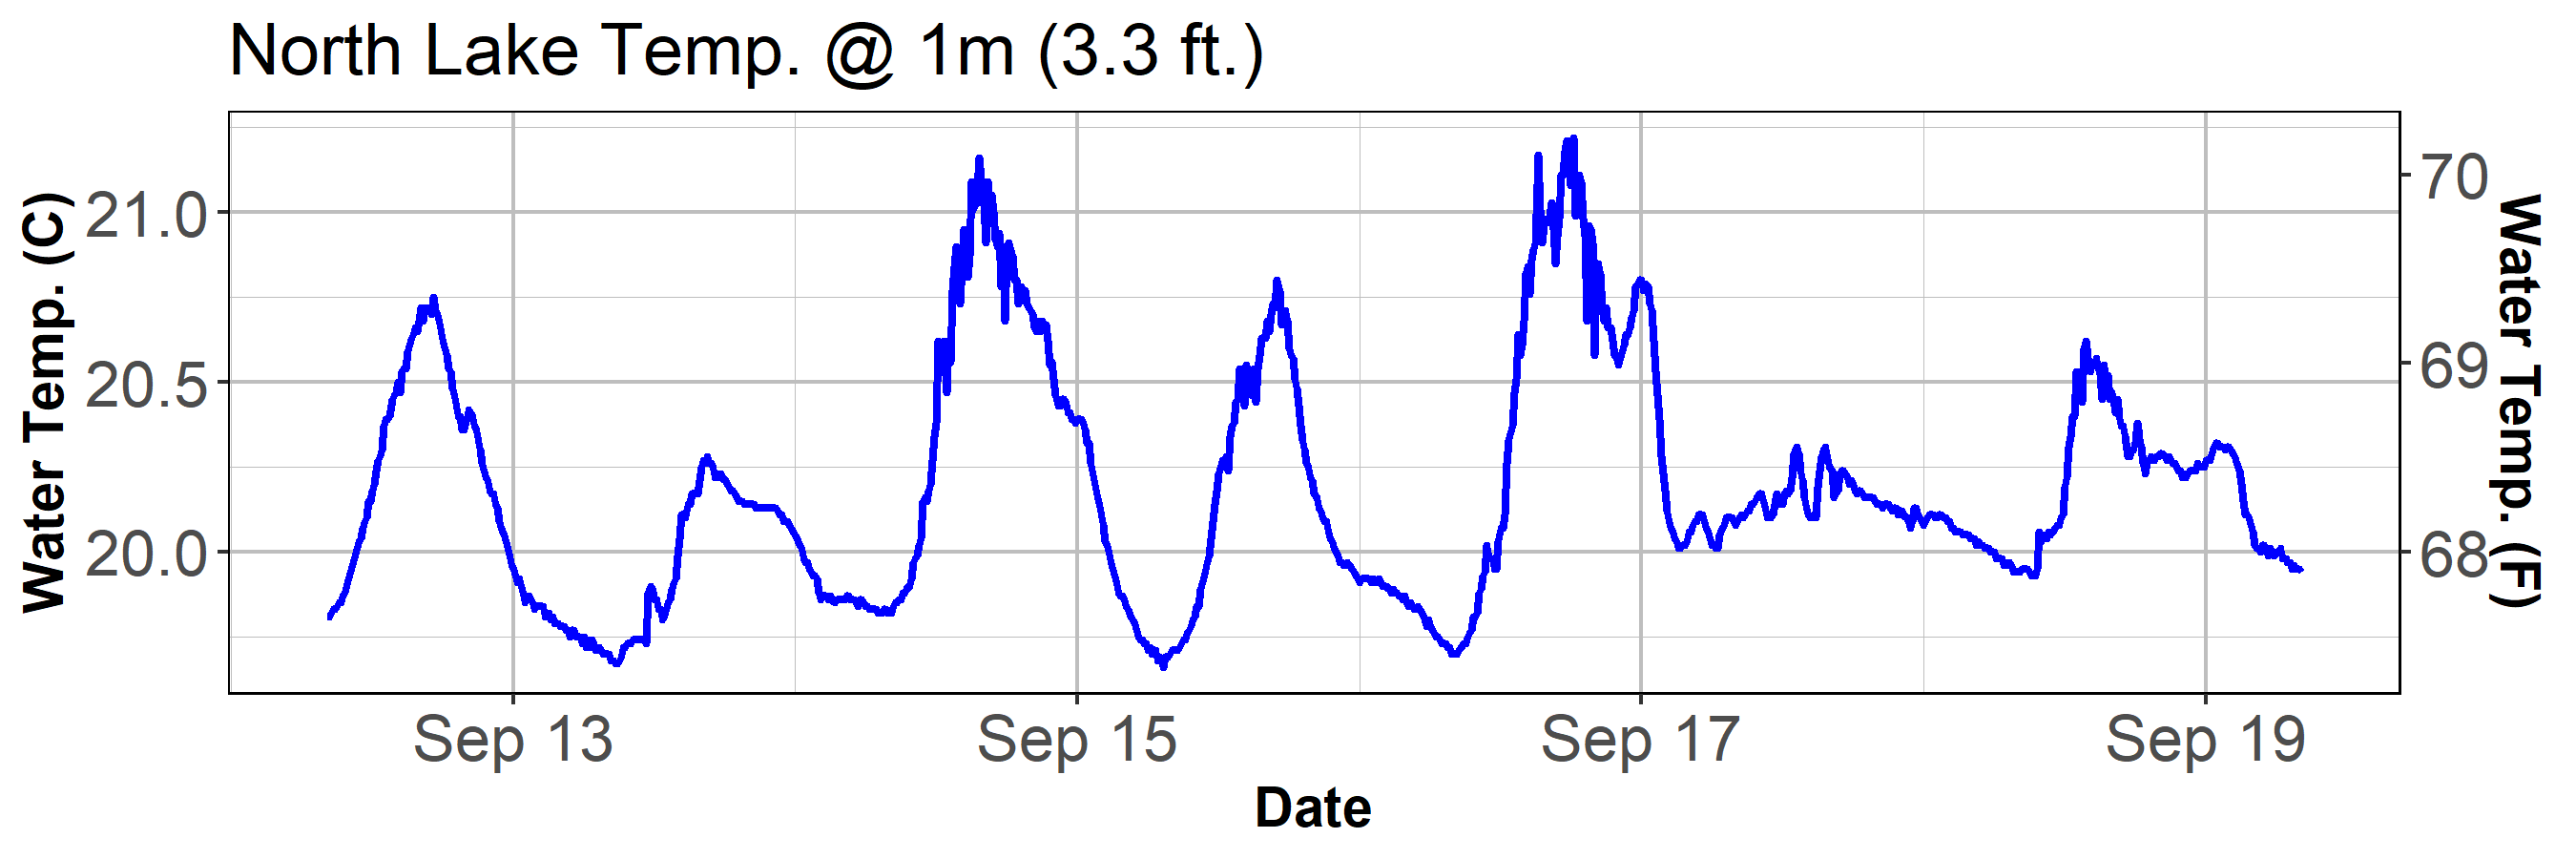 North Lake Temp. @ 1m (3.3 ft.)
Water Temp. (C)
21.0
20.5
20.0
70
69
68
Water Temp. (F)
Sep 13
Sep 15
Sep 17
Sep 19
Date